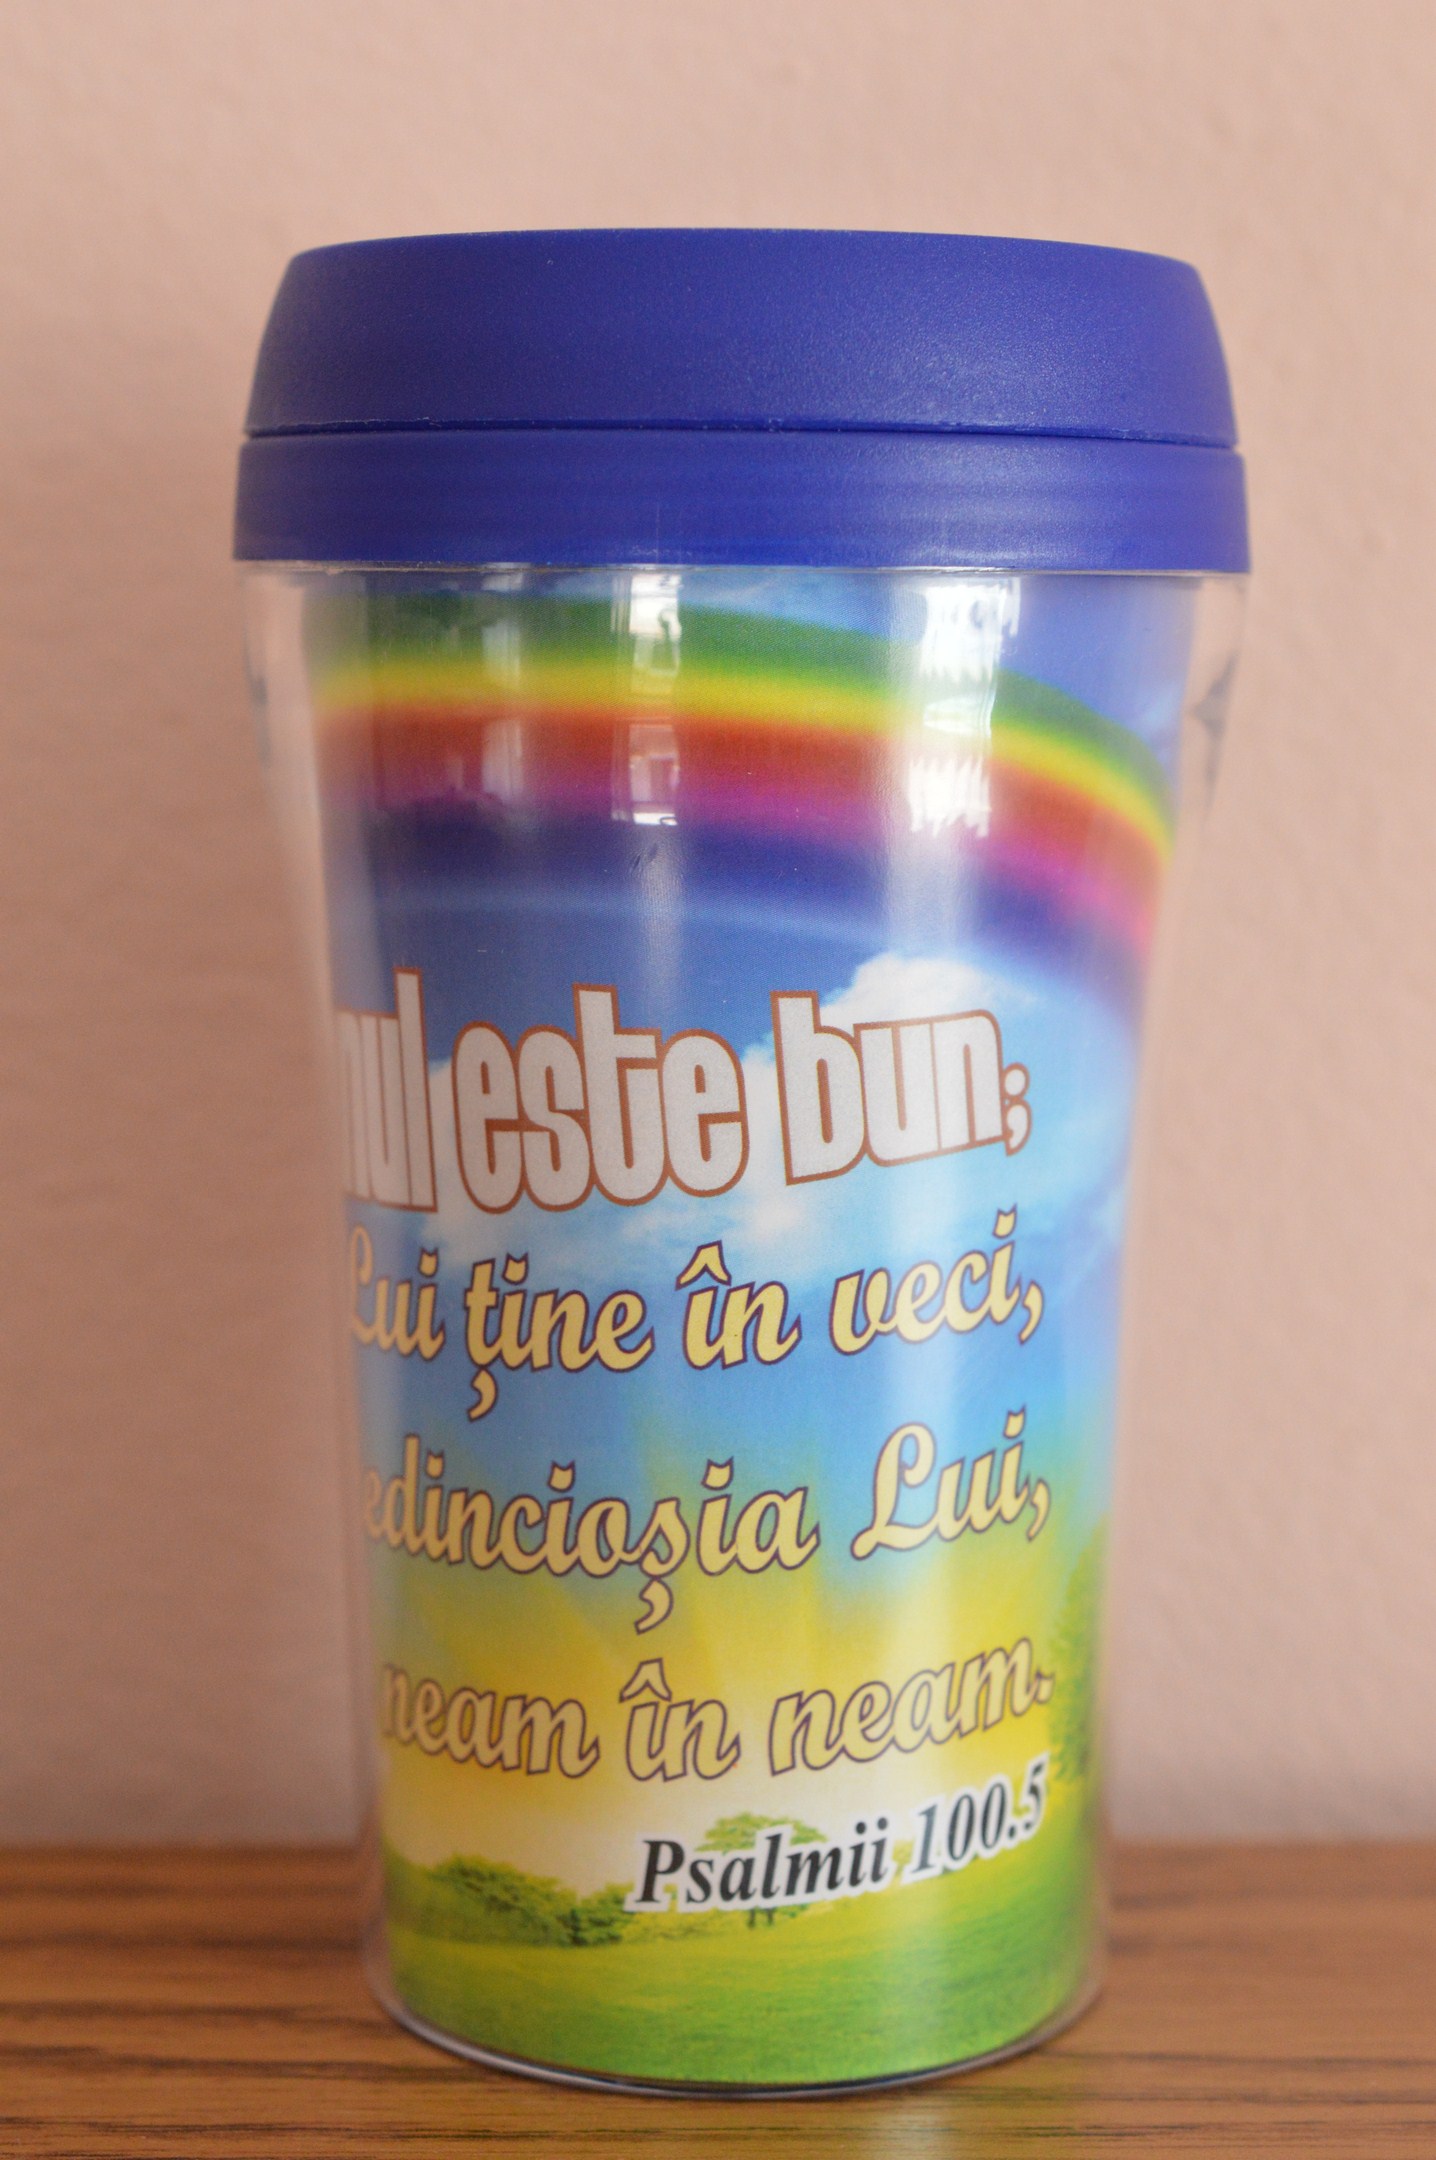 nul este bun;
Lui ține în veci,
edincioșia Lui,
neam în neam.
Psalmii 100.5